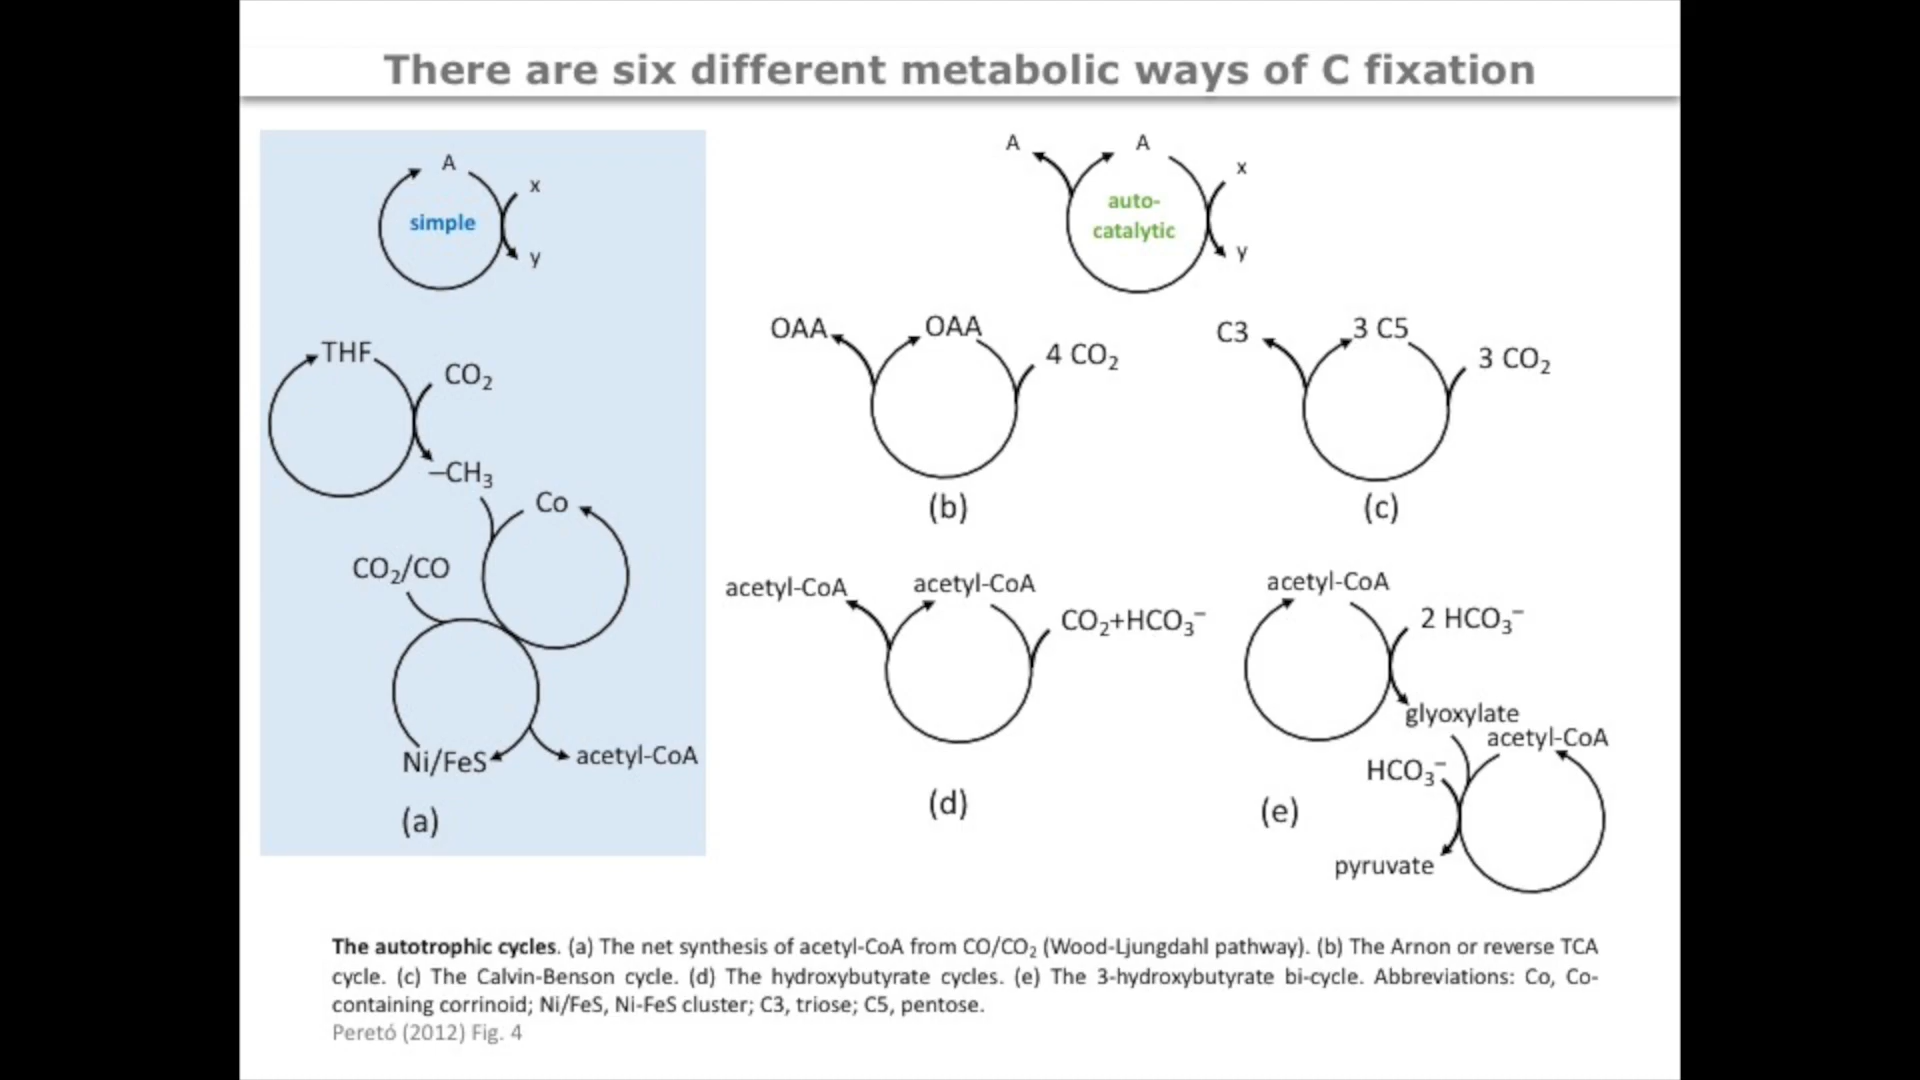 There are six different metabolic ways of C fixation
A
x
simple
y
THF
CO₂
–CH₃
Co
CO₂/CO
Ni/FeS
acetyl-CoA
(a)
A
A
x
auto-
catalytic
y
OAA
OAA
4 CO₂
(b)
C3
3 C5
3 CO₂
(c)
acetyl-CoA
acetyl-CoA
CO₂+HCO₃⁻
(d)
acetyl-CoA
2 HCO₃⁻
glyoxylate
acetyl-CoA
HCO₃⁻
(e)
pyruvate
The autotrophic cycles. (a) The net synthesis of acetyl-CoA from CO/CO₂ (Wood-Ljungdahl pathway). (b) The Arnon or reverse TCA
cycle. (c) The Calvin-Benson cycle. (d) The hydroxybutyrate cycles. (e) The 3-hydroxybutyrate bi-cycle. Abbreviations: Co, Co-
containing corrinoid; Ni/FeS, Ni-FeS cluster; C3, triose; C5, pentose.
Peretó (2012) Fig. 4